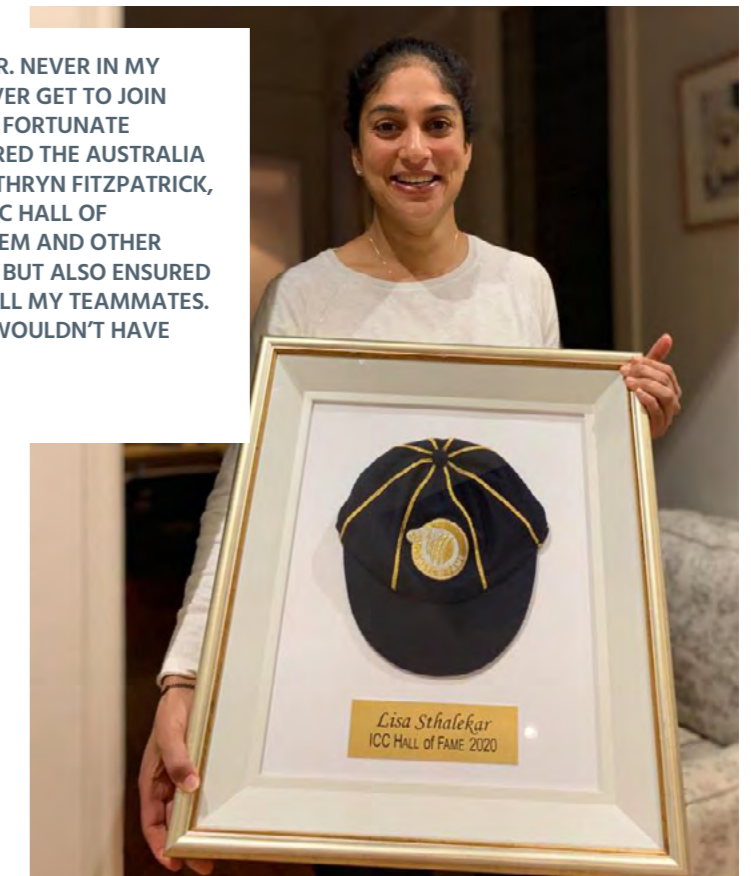 R. NEVER IN MY
VER GET TO JOIN
FORTUNATE
RED THE AUSTRALIA
THRYN FITZPATRICK,
C HALL OF
EM AND OTHER
BUT ALSO ENSURED
LL MY TEAMMATES.
WOULDN'T HAVE
Lisa Sthalekar
ICC HALL of FAME 2020